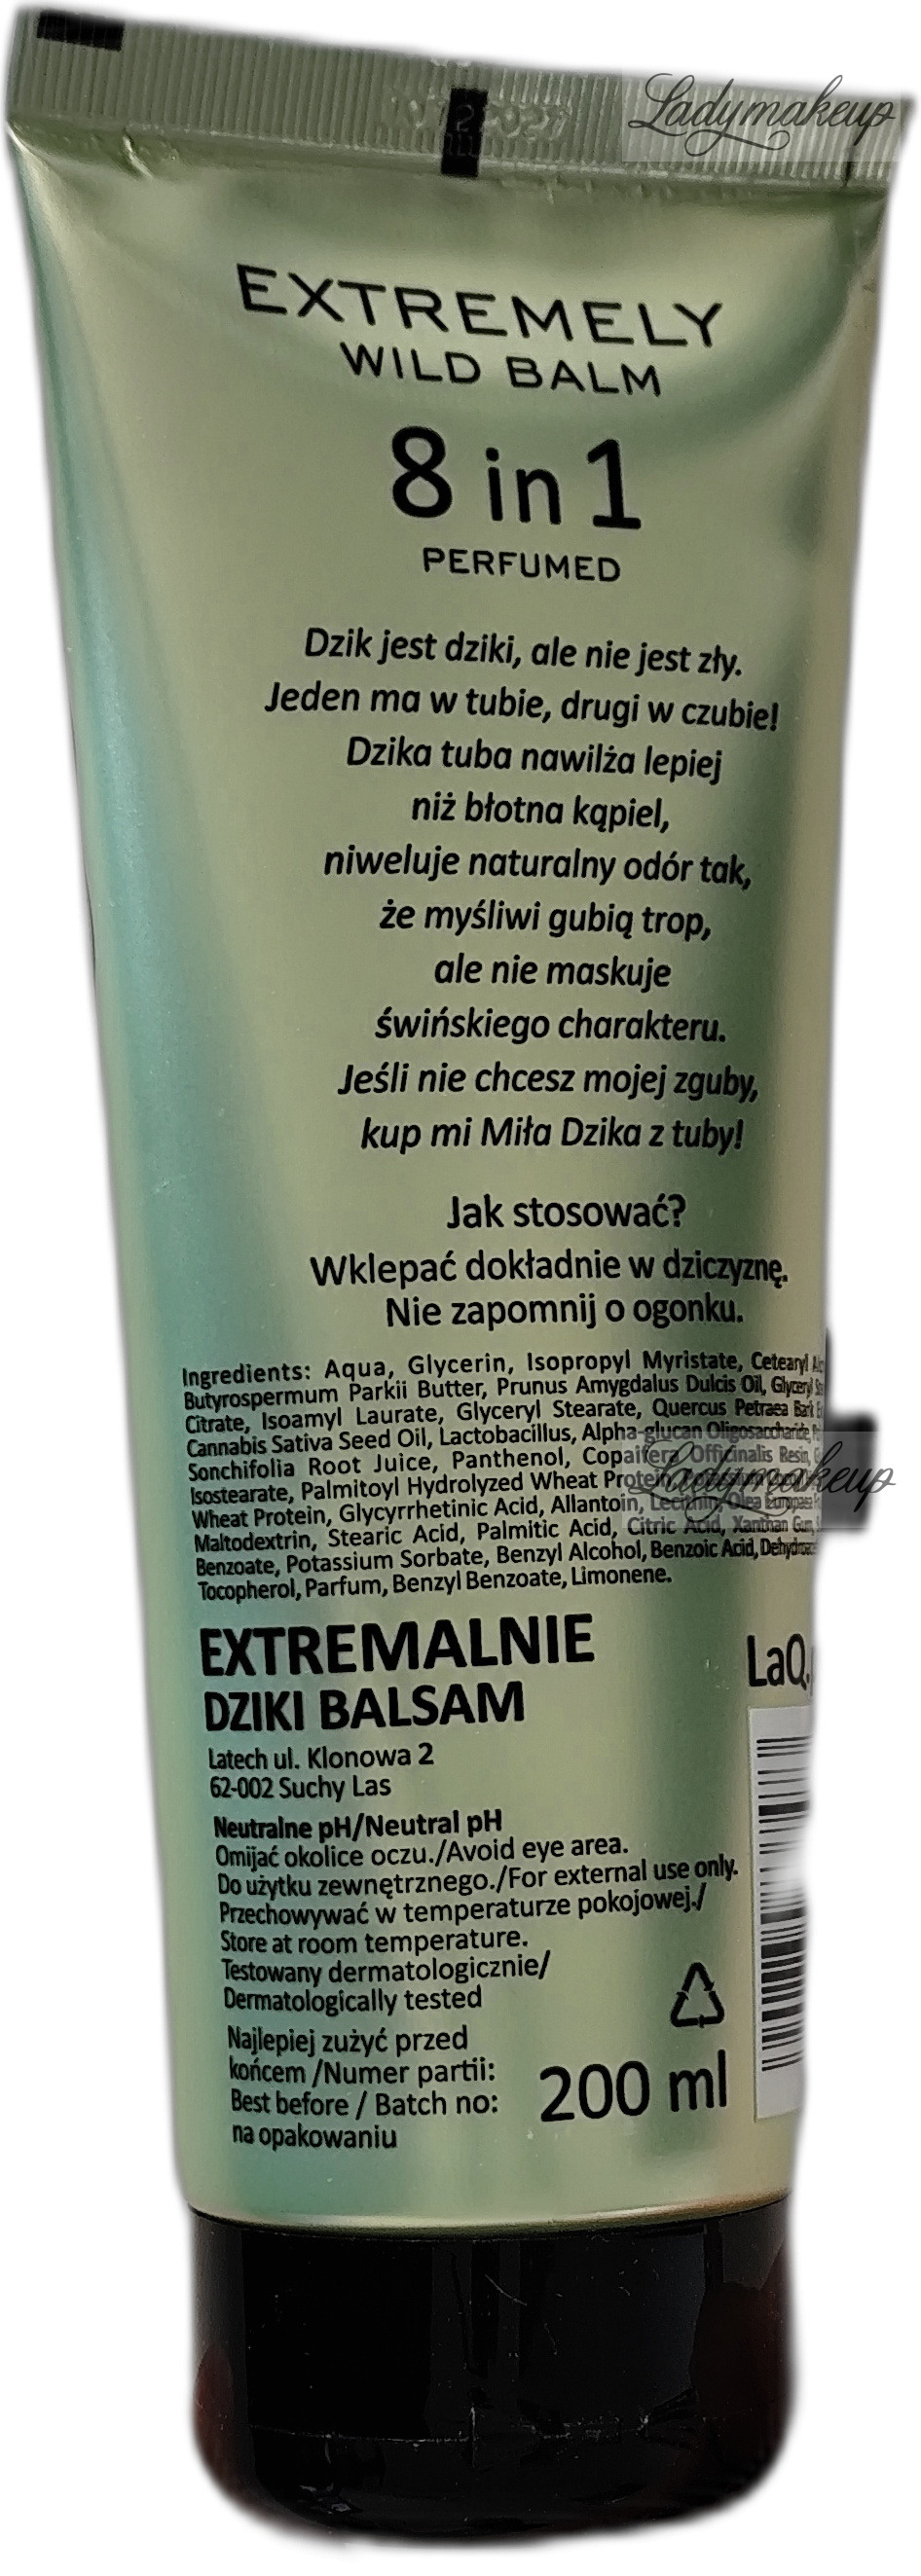 Ladymakeup
EXTREMELY
WILD BALM
8 in 1
PERFUMED
Dzik jest dziki, ale nie jest zły.
Jeden ma w tubie, drugi w czubie!
Dzika tuba nawilża lepiej
niż błotna kąpiel,
niweluje naturalny odór tak,
że myśliwi gubią trop,
ale nie maskuje
świńskiego charakteru.
Jeśli nie chcesz mojej zguby,
kup mi Miła Dzika z tuby!
Jak stosować?
Wklepać dokładnie w dziczyznę.
Nie zapomnij o ogonku.
Ingredients: Aqua, Glycerin, Isopropyl Myristate, Cetearyl
Butyrospermum Parkii Butter, Prunus Amygdalus Dulcis Oil, Glyceryl
Citrate, Isoamyl Laurate, Glyceryl Stearate, Quercus Petraea Bark
Cannabis Sativa Seed Oil, Lactobacillus, Alpha-glucan Oligosaccharide,
Sonchifolia Root Juice, Panthenol, Copaifera Officinalis Resin,
Isostearate, Palmitoyl Hydrolyzed Wheat Protein,
Ladymakeup
Wheat Protein, Glycyrrhetinic Acid, Allantoin, Lecithin, Olea Europaea
Maltodextrin, Stearic Acid, Palmitic Acid, Citric Acid, Xanthan Gum,
Benzoate, Potassium Sorbate, Benzyl Alcohol, Benzoic Acid,
Tocopherol, Parfum, Benzyl Benzoate, Limonene.
EXTREMALNIE
DZIKI BALSAM
LaQ.
Latech ul. Klonowa 2
62-002 Suchy Las
Neutralne pH/Neutral pH
Omijać okolice oczu./Avoid eye area.
Do użytku zewnętrznego./For external use only.
Przechowywać w temperaturze pokojowej./
Store at room temperature.
Testowany dermatologicznie/
Dermatologically tested
Najlepiej zużyć przed
końcem /Numer partii:
Best before / Batch no:
na opakowaniu
200 ml